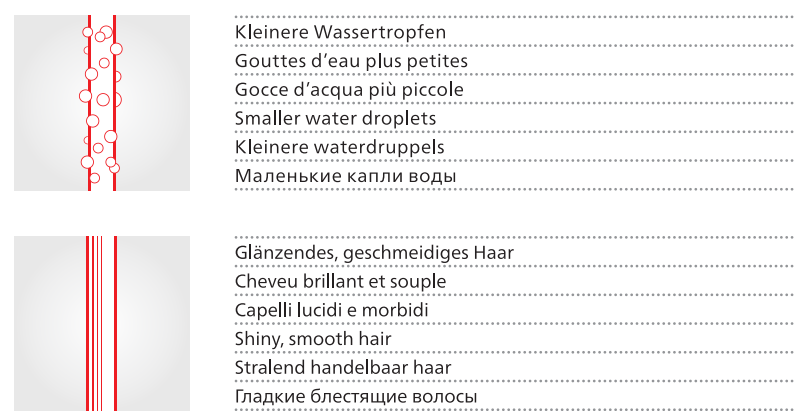 Kleinere Wassertropfen
Gouttes d’eau plus petites
Gocce d’acqua più piccole
Smaller water droplets
Kleinere waterdruppels
Маленькие капли воды
Glänzendes, geschmeidiges Haar
Cheveu brillant et souple
Capelli lucidi e morbidi
Shiny, smooth hair
Stralend handelbaar haar
Гладкие блестящие волосы